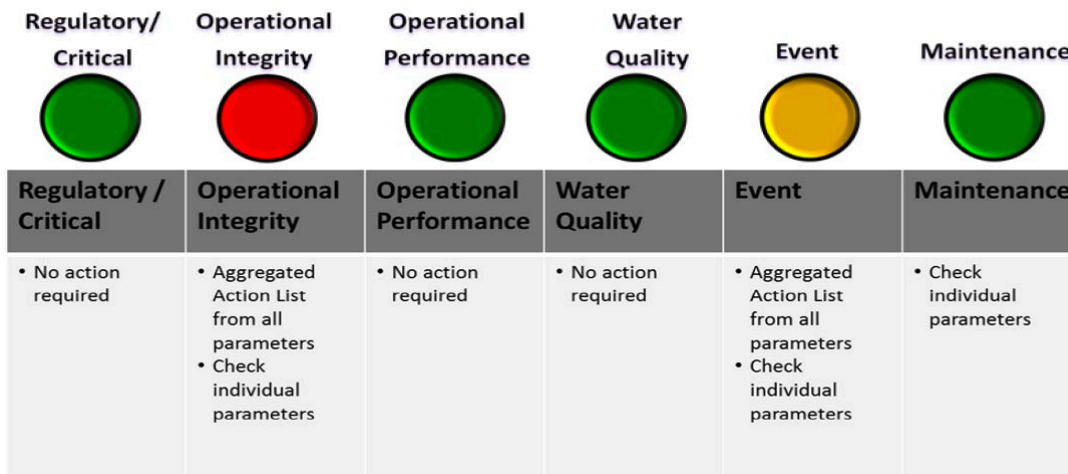 Regulatory/
Critical
Operational
Integrity
Operational
Performance
Water
Quality
Event
Maintenance
Regulatory /
Critical
Operational
Integrity
Operational
Performance
Water
Quality
Event
Maintenance
• No action
required
• Aggregated
Action List
from all
parameters
• Check
individual
parameters
• No action
required
• No action
required
• Aggregated
Action List
from all
parameters
• Check
individual
parameters
• Check
individual
parameters